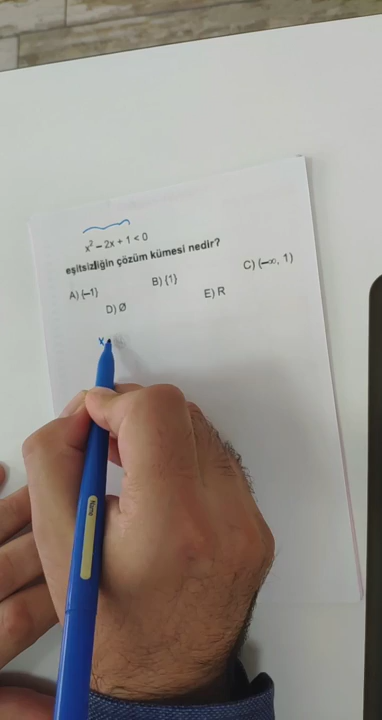 x² – 2x + 1 < 0
eşitsizliğin çözüm kümesi nedir?
A) {–1}
B) {1}
C) (–∞, 1)
D) Ø
E) R
x